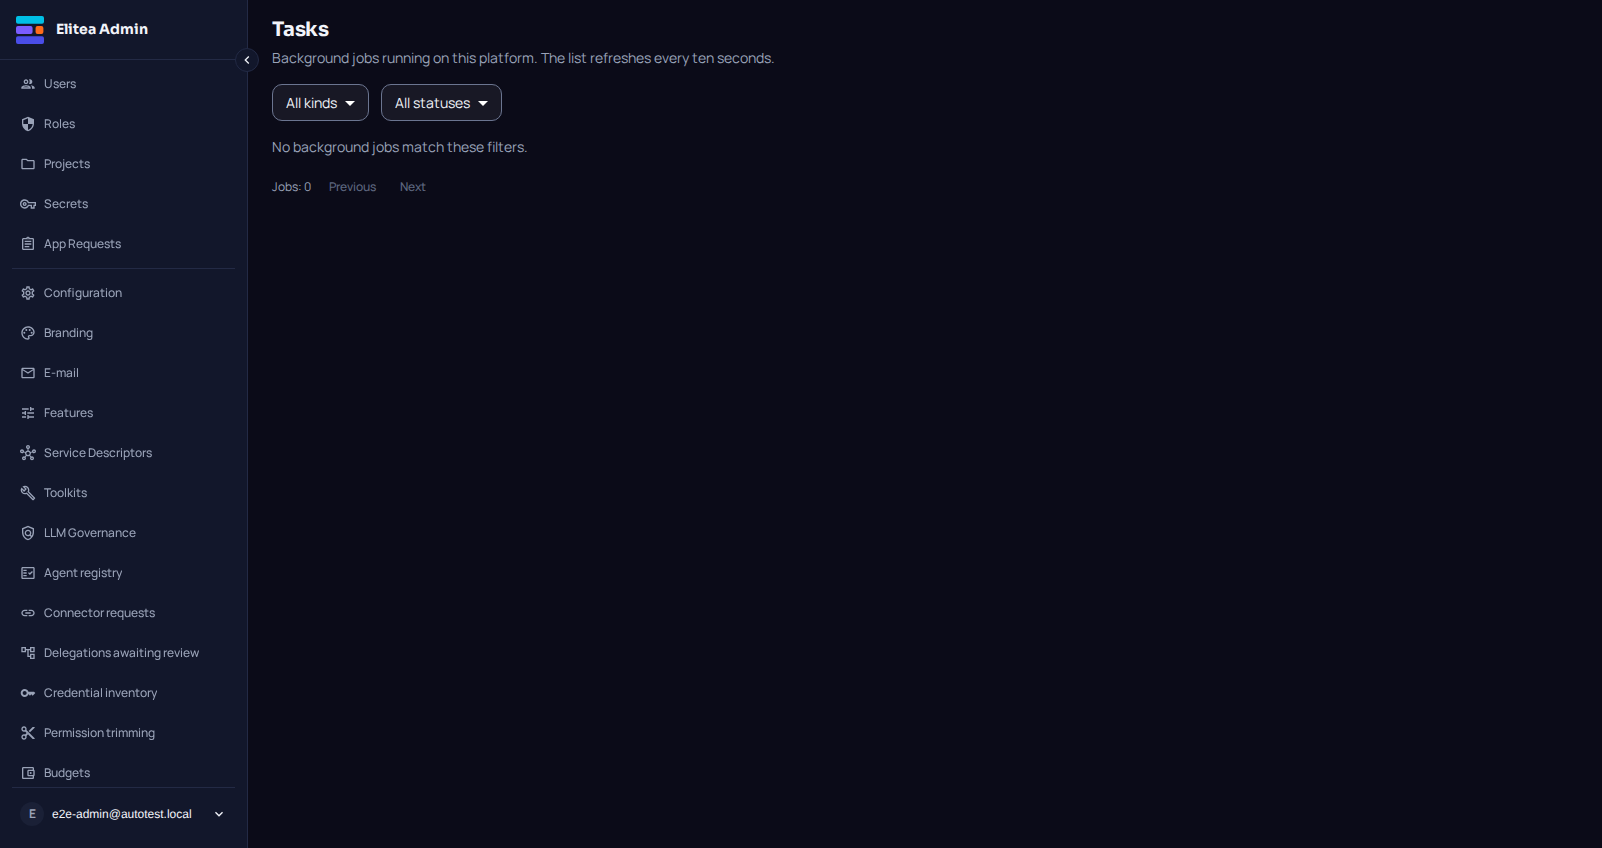 Elitea Admin
Users
Roles
Projects
Secrets
App Requests
Configuration
Branding
E-mail
Features
Service Descriptors
Toolkits
LLM Governance
Agent registry
Connector requests
Delegations awaiting review
Credential inventory
Permission trimming
Budgets
E e2e-admin@autotest.local
Tasks
Background jobs running on this platform. The list refreshes every ten seconds.
All kinds All statuses
No background jobs match these filters.
Jobs: 0 Previous Next